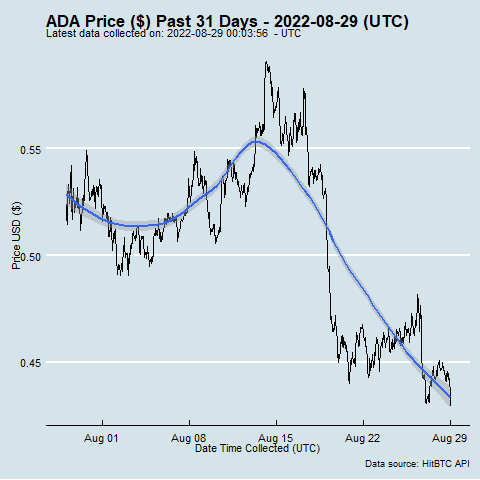 ADA Price ($) Past 31 Days - 2022-08-29 (UTC)
Latest data collected on: 2022-08-29 00:03:56  - UTC
0.55
0.50
0.45
Price USD ($)
Aug 01
Aug 08
Aug 15
Aug 22
Aug 29
Date Time Collected (UTC)
Data source: HitBTC API